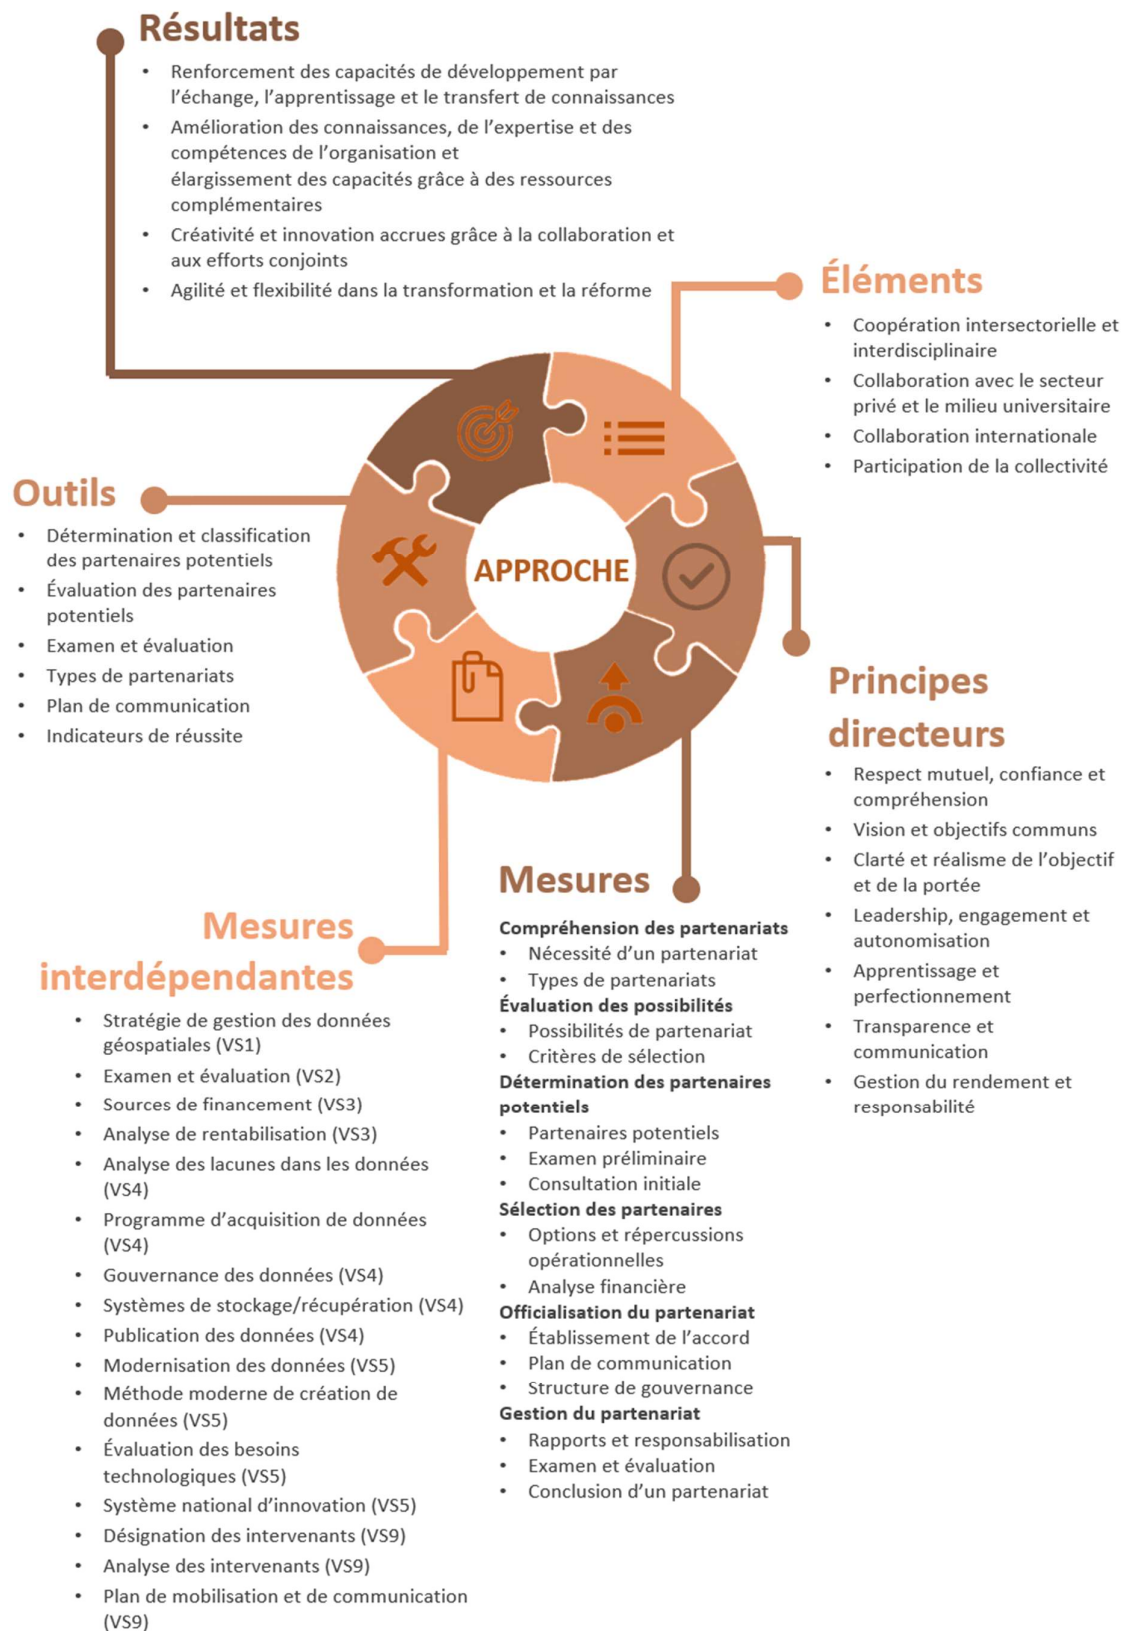 Résultats
• Renforcement des capacités de développement par
l’échange, l’apprentissage et le transfert de connaissances
• Amélioration des connaissances, de l’expertise et des
compétences de l’organisation et
élargissement des capacités grâce à des ressources
complémentaires
• Créativité et innovation accrues grâce à la collaboration et
aux efforts conjoints
• Agilité et flexibilité dans la transformation et la réforme
Éléments
• Coopération intersectorielle et
interdisciplinaire
• Collaboration avec le secteur
privé et le milieu universitaire
• Collaboration internationale
• Participation de la collectivité
Outils
• Détermination et classification
des partenaires potentiels
• Évaluation des partenaires
potentiels
• Examen et évaluation
• Types de partenariats
• Plan de communication
• Indicateurs de réussite
APPROCHE
Principes
directeurs
• Respect mutuel, confiance et
compréhension
• Vision et objectifs communs
• Clarté et réalisme de l’objectif
et de la portée
• Leadership, engagement et
autonomisation
• Apprentissage et
perfectionnement
• Transparence et
communication
• Gestion du rendement et
responsabilité
Mesures
Compréhension des partenariats
• Nécessité d’un partenariat
• Types de partenariats
Évaluation des possibilités
• Possibilités de partenariat
• Critères de sélection
Détermination des partenaires
potentiels
• Partenaires potentiels
• Examen préliminaire
• Consultation initiale
Sélection des partenaires
• Options et répercussions
opérationnelles
• Analyse financière
Officialisation du partenariat
• Établissement de l’accord
• Plan de communication
• Structure de gouvernance
Gestion du partenariat
• Rapports et responsabilisation
• Examen et évaluation
• Conclusion d’un partenariat
Mesures
interdépendantes
• Stratégie de gestion des données
géospatiales (VS1)
• Examen et évaluation (VS2)
• Sources de financement (VS3)
• Analyse de rentabilisation (VS3)
• Analyse des lacunes dans les données
(VS4)
• Programme d’acquisition de données
(VS4)
• Gouvernance des données (VS4)
• Systèmes de stockage/récupération (VS4)
• Publication des données (VS4)
• Modernisation des données (VS5)
• Méthode moderne de création de
données (VS5)
• Évaluation des besoins
technologiques (VS5)
• Système national d’innovation (VS5)
• Désignation des intervenants (VS9)
• Analyse des intervenants (VS9)
• Plan de mobilisation et de communication
(VS9)